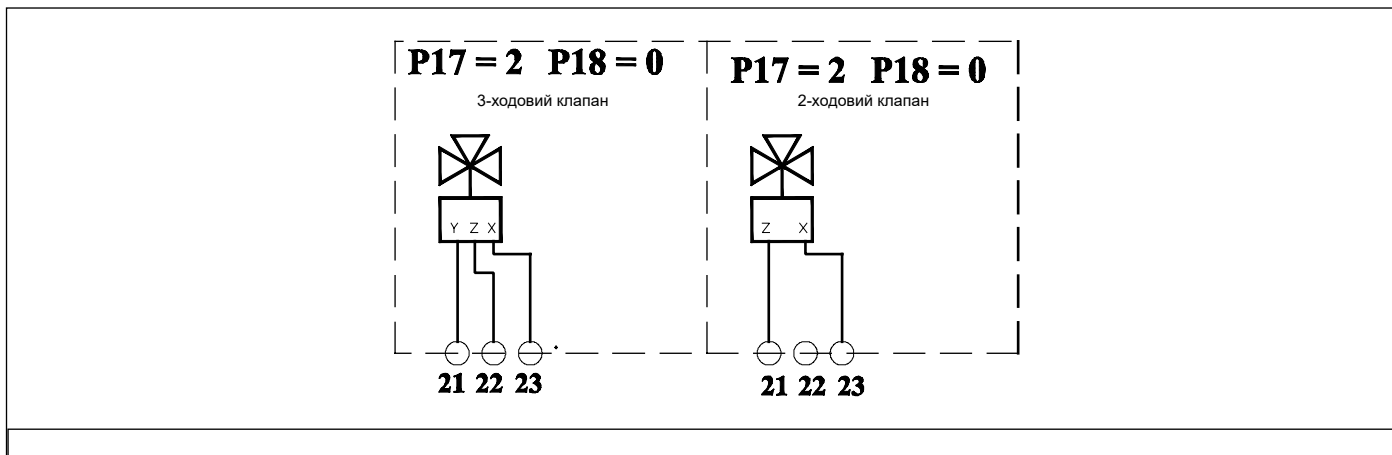 P17 = 2 P18 = 0
3-ходовий клапан
Y Z X
21 22 23
P17 = 2 P18 = 0
2-ходовий клапан
Z X
21 22 23